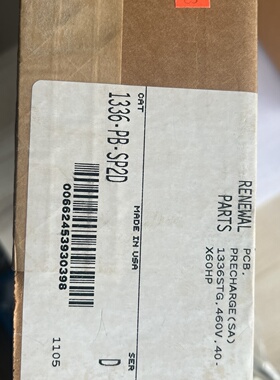 RENEWAL
PARTS
PCB.
PRECHARGE(SA)
1336STG.460V.40-
X60HP
CAT
1336-PB-SP2D
MADE IN USA
SER
D
00662453930398
1105